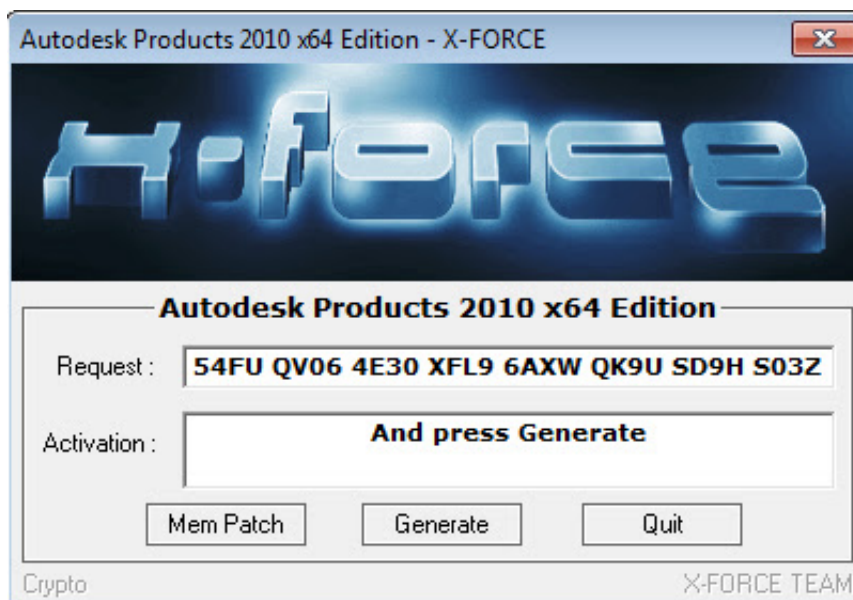 Autodesk Products 2010 x64 Edition - X-FORCE
x-force
Autodesk Products 2010 x64 Edition
Request :
54FU QV06 4E30 XFL9 6AXW QK9U SD9H S03Z
Activation :
And press Generate
Mem Patch Generate Quit
Crypto X-FORCE TEAM